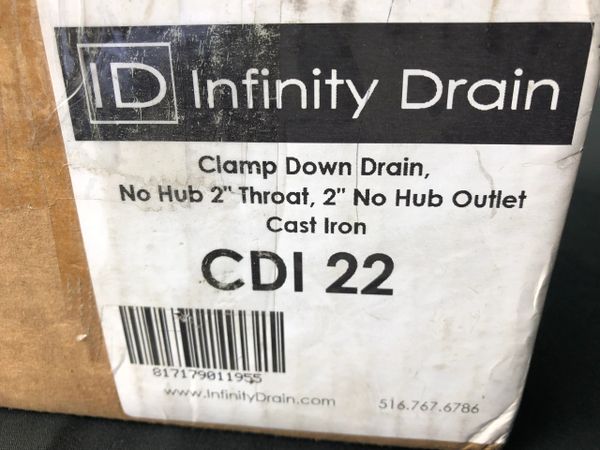 ID Infinity Drain
Clamp Down Drain,
No Hub 2" Throat, 2" No Hub Outlet
Cast Iron
CDI 22
817179011955
www.InfinityDrain.com 516.767.6786